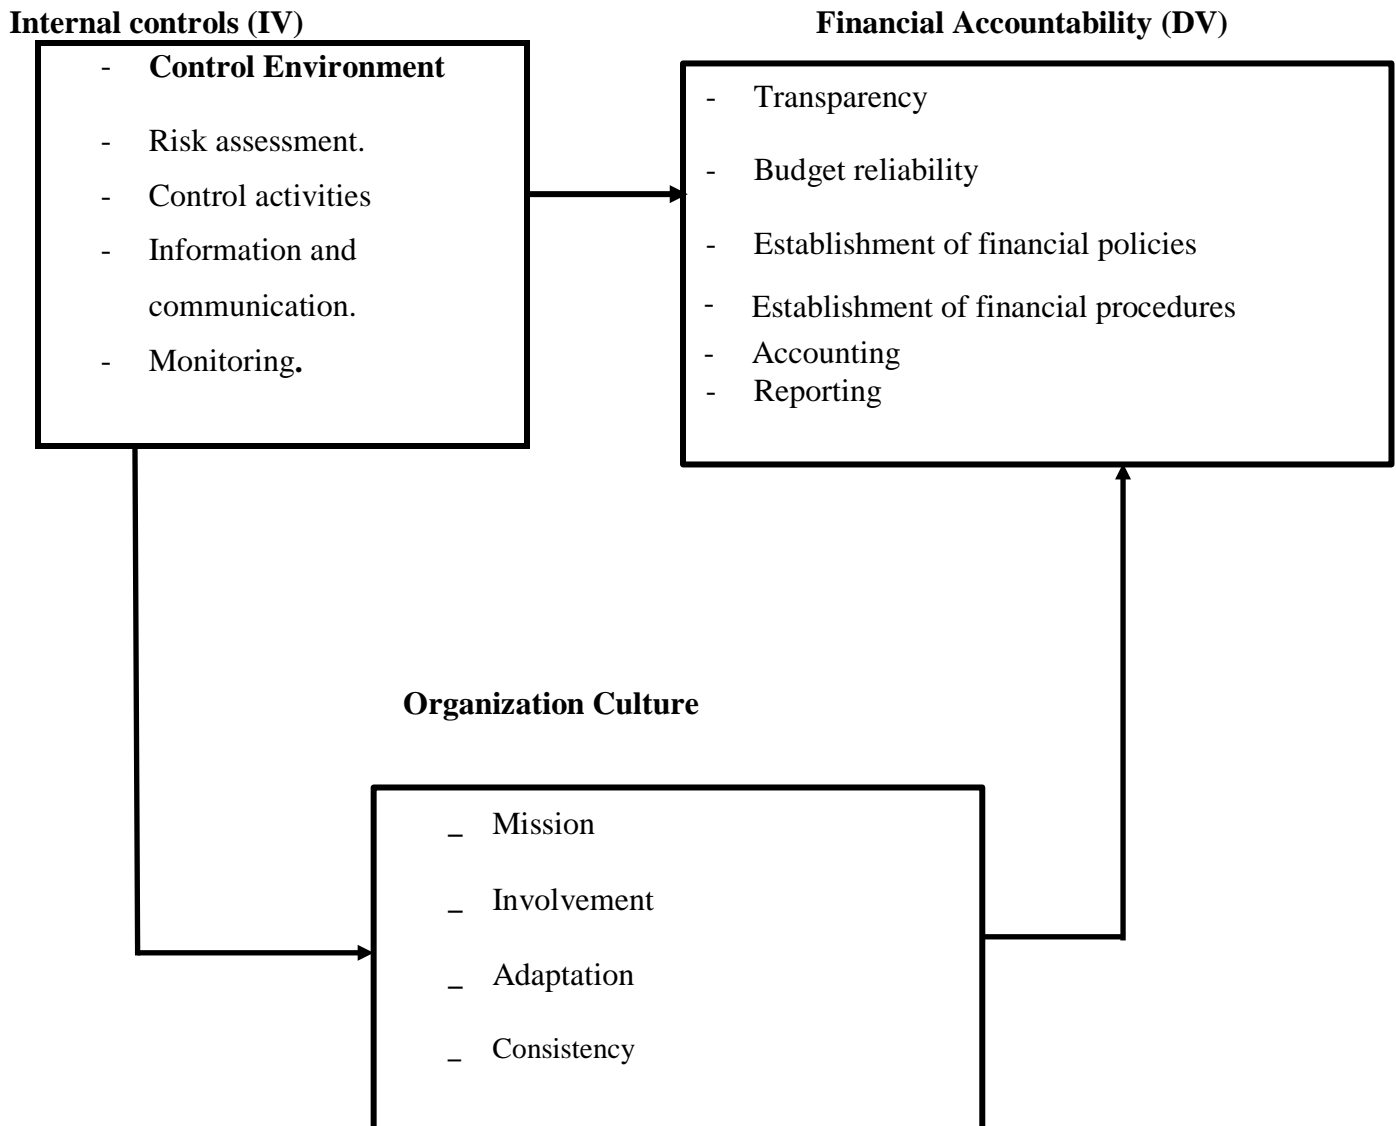 Internal controls (IV)
Financial Accountability (DV)
- Control Environment
- Risk assessment.
- Control activities
- Information and
communication.
- Monitoring.
- Transparency
- Budget reliability
- Establishment of financial policies
- Establishment of financial procedures
- Accounting
- Reporting
Organization Culture
_ Mission
_ Involvement
_ Adaptation
_ Consistency